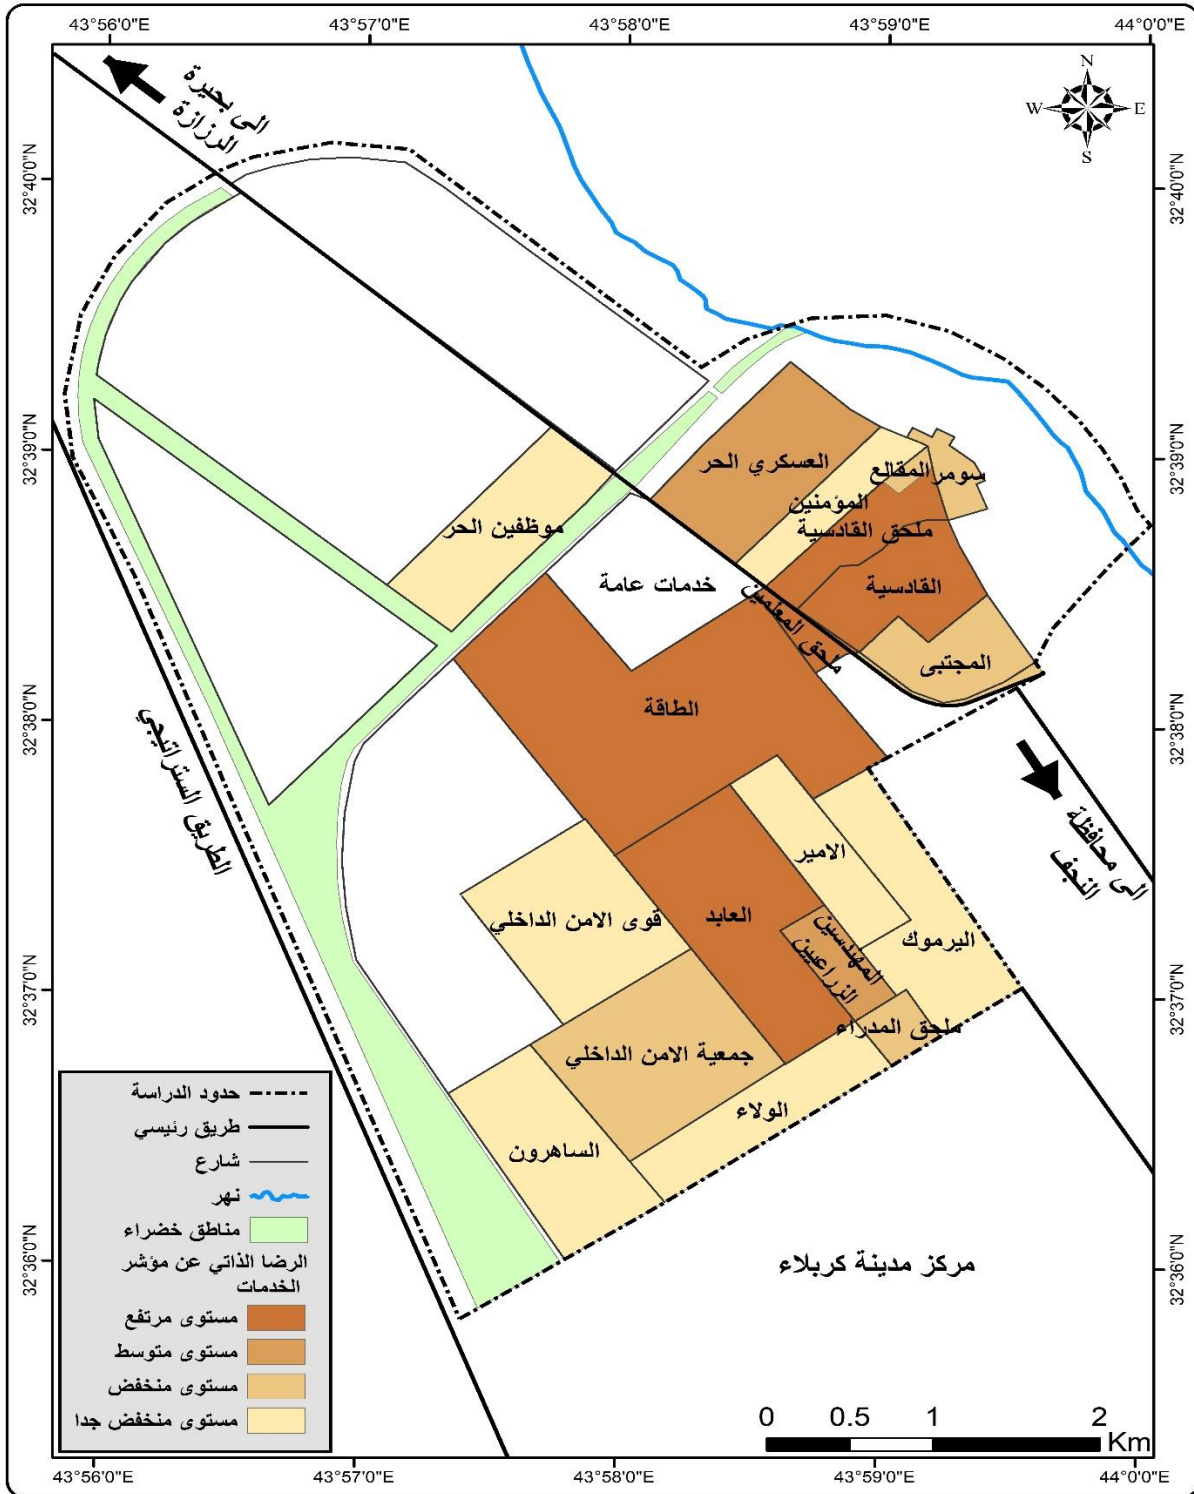 43°56'0"E
43°57'0"E
43°58'0"E
43°59'0"E
44°0'0"E
N
W
E
S
الى بحيرة
الرزازة
32°40'0"N
32°40'0"N
32°39'0"N
32°39'0"N
العسكري الحر
سومر
المقالع
المؤمنين
ملحق القادسية
موظفين الحر
خدمات عامة
القادسية
ملحق المعلمين
المجتبى
الطاقة
32°38'0"N
32°38'0"N
الطريق الستراتيجي
الى محافظة
النجف
الامير
العابد
قوى الامن الداخلي
اليرموك
المهندسين
الزراعيين
32°37'0"N
32°37'0"N
ملحق المدراء
جمعية الامن الداخلي
الولاء
الساهرون
32°36'0"N
32°36'0"N
مركز مدينة كربلاء
حدود الدراسة
طريق رئيسي
شارع
نهر
مناطق خضراء
الرضا الذاتي عن مؤشر
الخدمات
مستوى مرتفع
مستوى متوسط
مستوى منخفض
مستوى منخفض جدا
0 0.5 1 2
Km
43°56'0"E
43°57'0"E
43°58'0"E
43°59'0"E
44°0'0"E